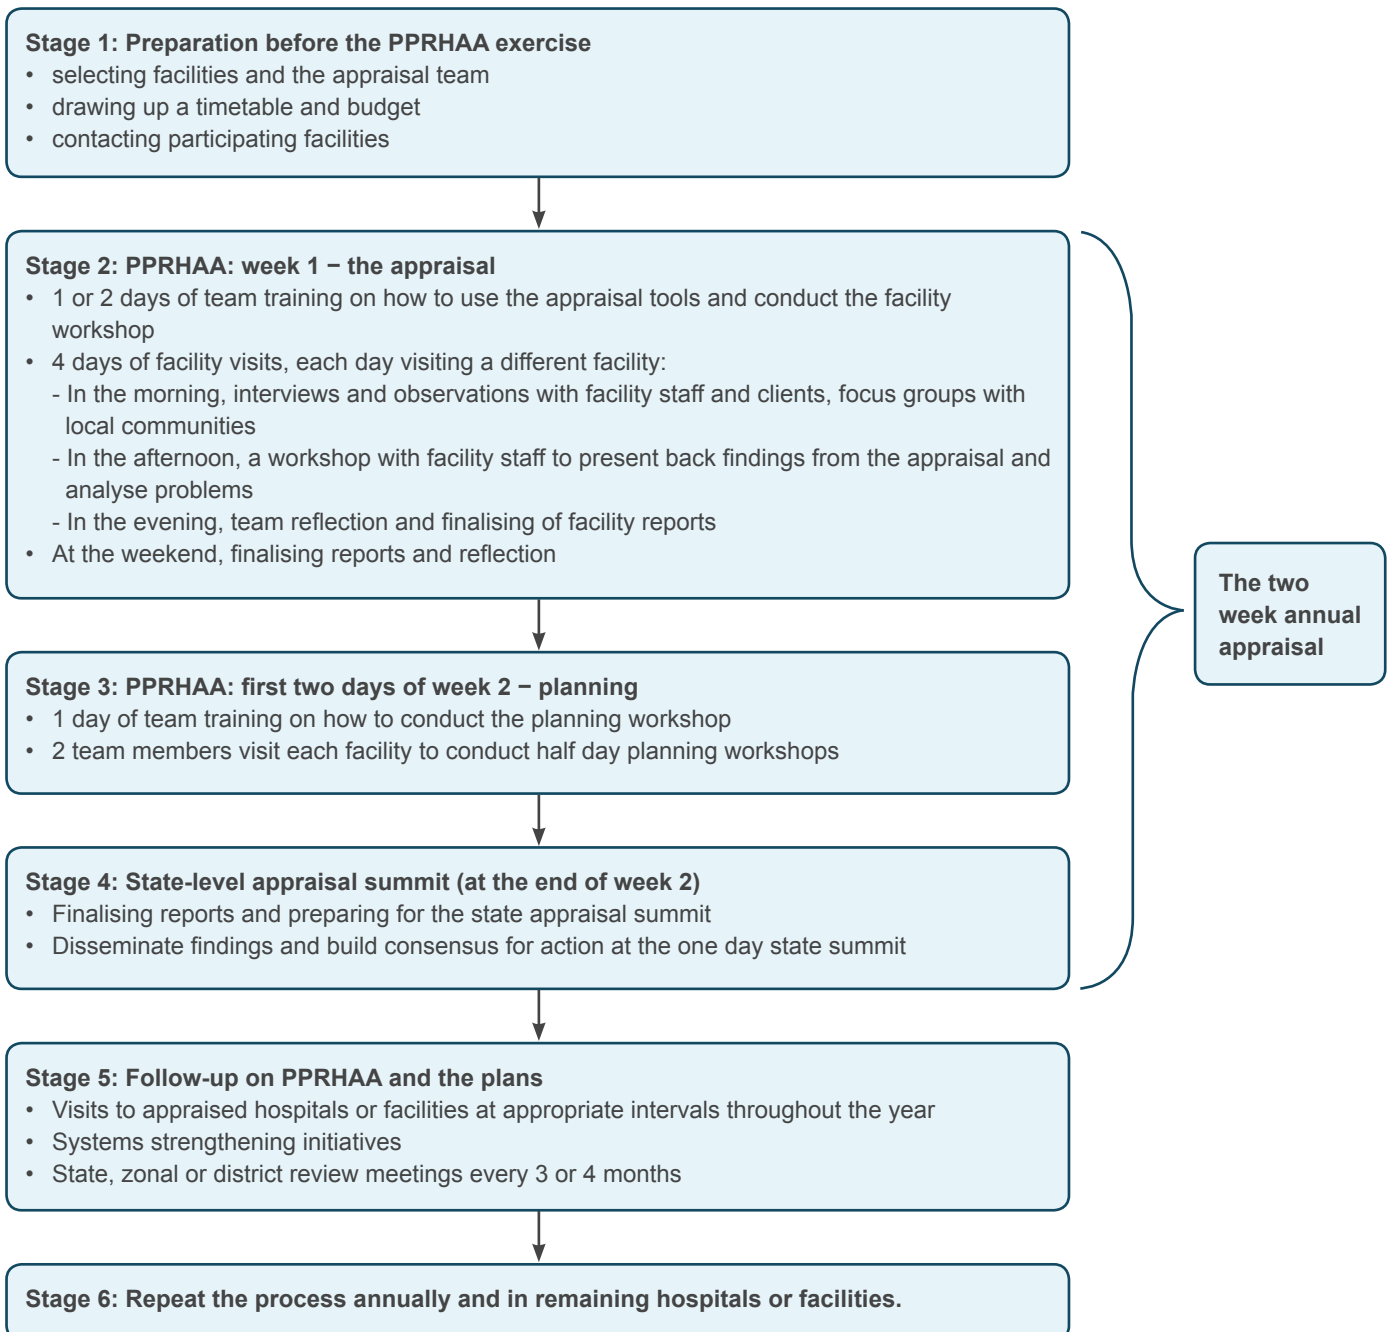 Stage 1: Preparation before the PPRHAA exercise
• selecting facilities and the appraisal team
• drawing up a timetable and budget
• contacting participating facilities
Stage 2: PPRHAA: week 1 − the appraisal
• 1 or 2 days of team training on how to use the appraisal tools and conduct the facility
workshop
• 4 days of facility visits, each day visiting a different facility:
- In the morning, interviews and observations with facility staff and clients, focus groups with
local communities
- In the afternoon, a workshop with facility staff to present back findings from the appraisal and
analyse problems
- In the evening, team reflection and finalising of facility reports
• At the weekend, finalising reports and reflection
Stage 3: PPRHAA: first two days of week 2 − planning
• 1 day of team training on how to conduct the planning workshop
• 2 team members visit each facility to conduct half day planning workshops
Stage 4: State-level appraisal summit (at the end of week 2)
• Finalising reports and preparing for the state appraisal summit
• Disseminate findings and build consensus for action at the one day state summit
The two
week annual
appraisal
Stage 5: Follow-up on PPRHAA and the plans
• Visits to appraised hospitals or facilities at appropriate intervals throughout the year
• Systems strengthening initiatives
• State, zonal or district review meetings every 3 or 4 months
Stage 6: Repeat the process annually and in remaining hospitals or facilities.